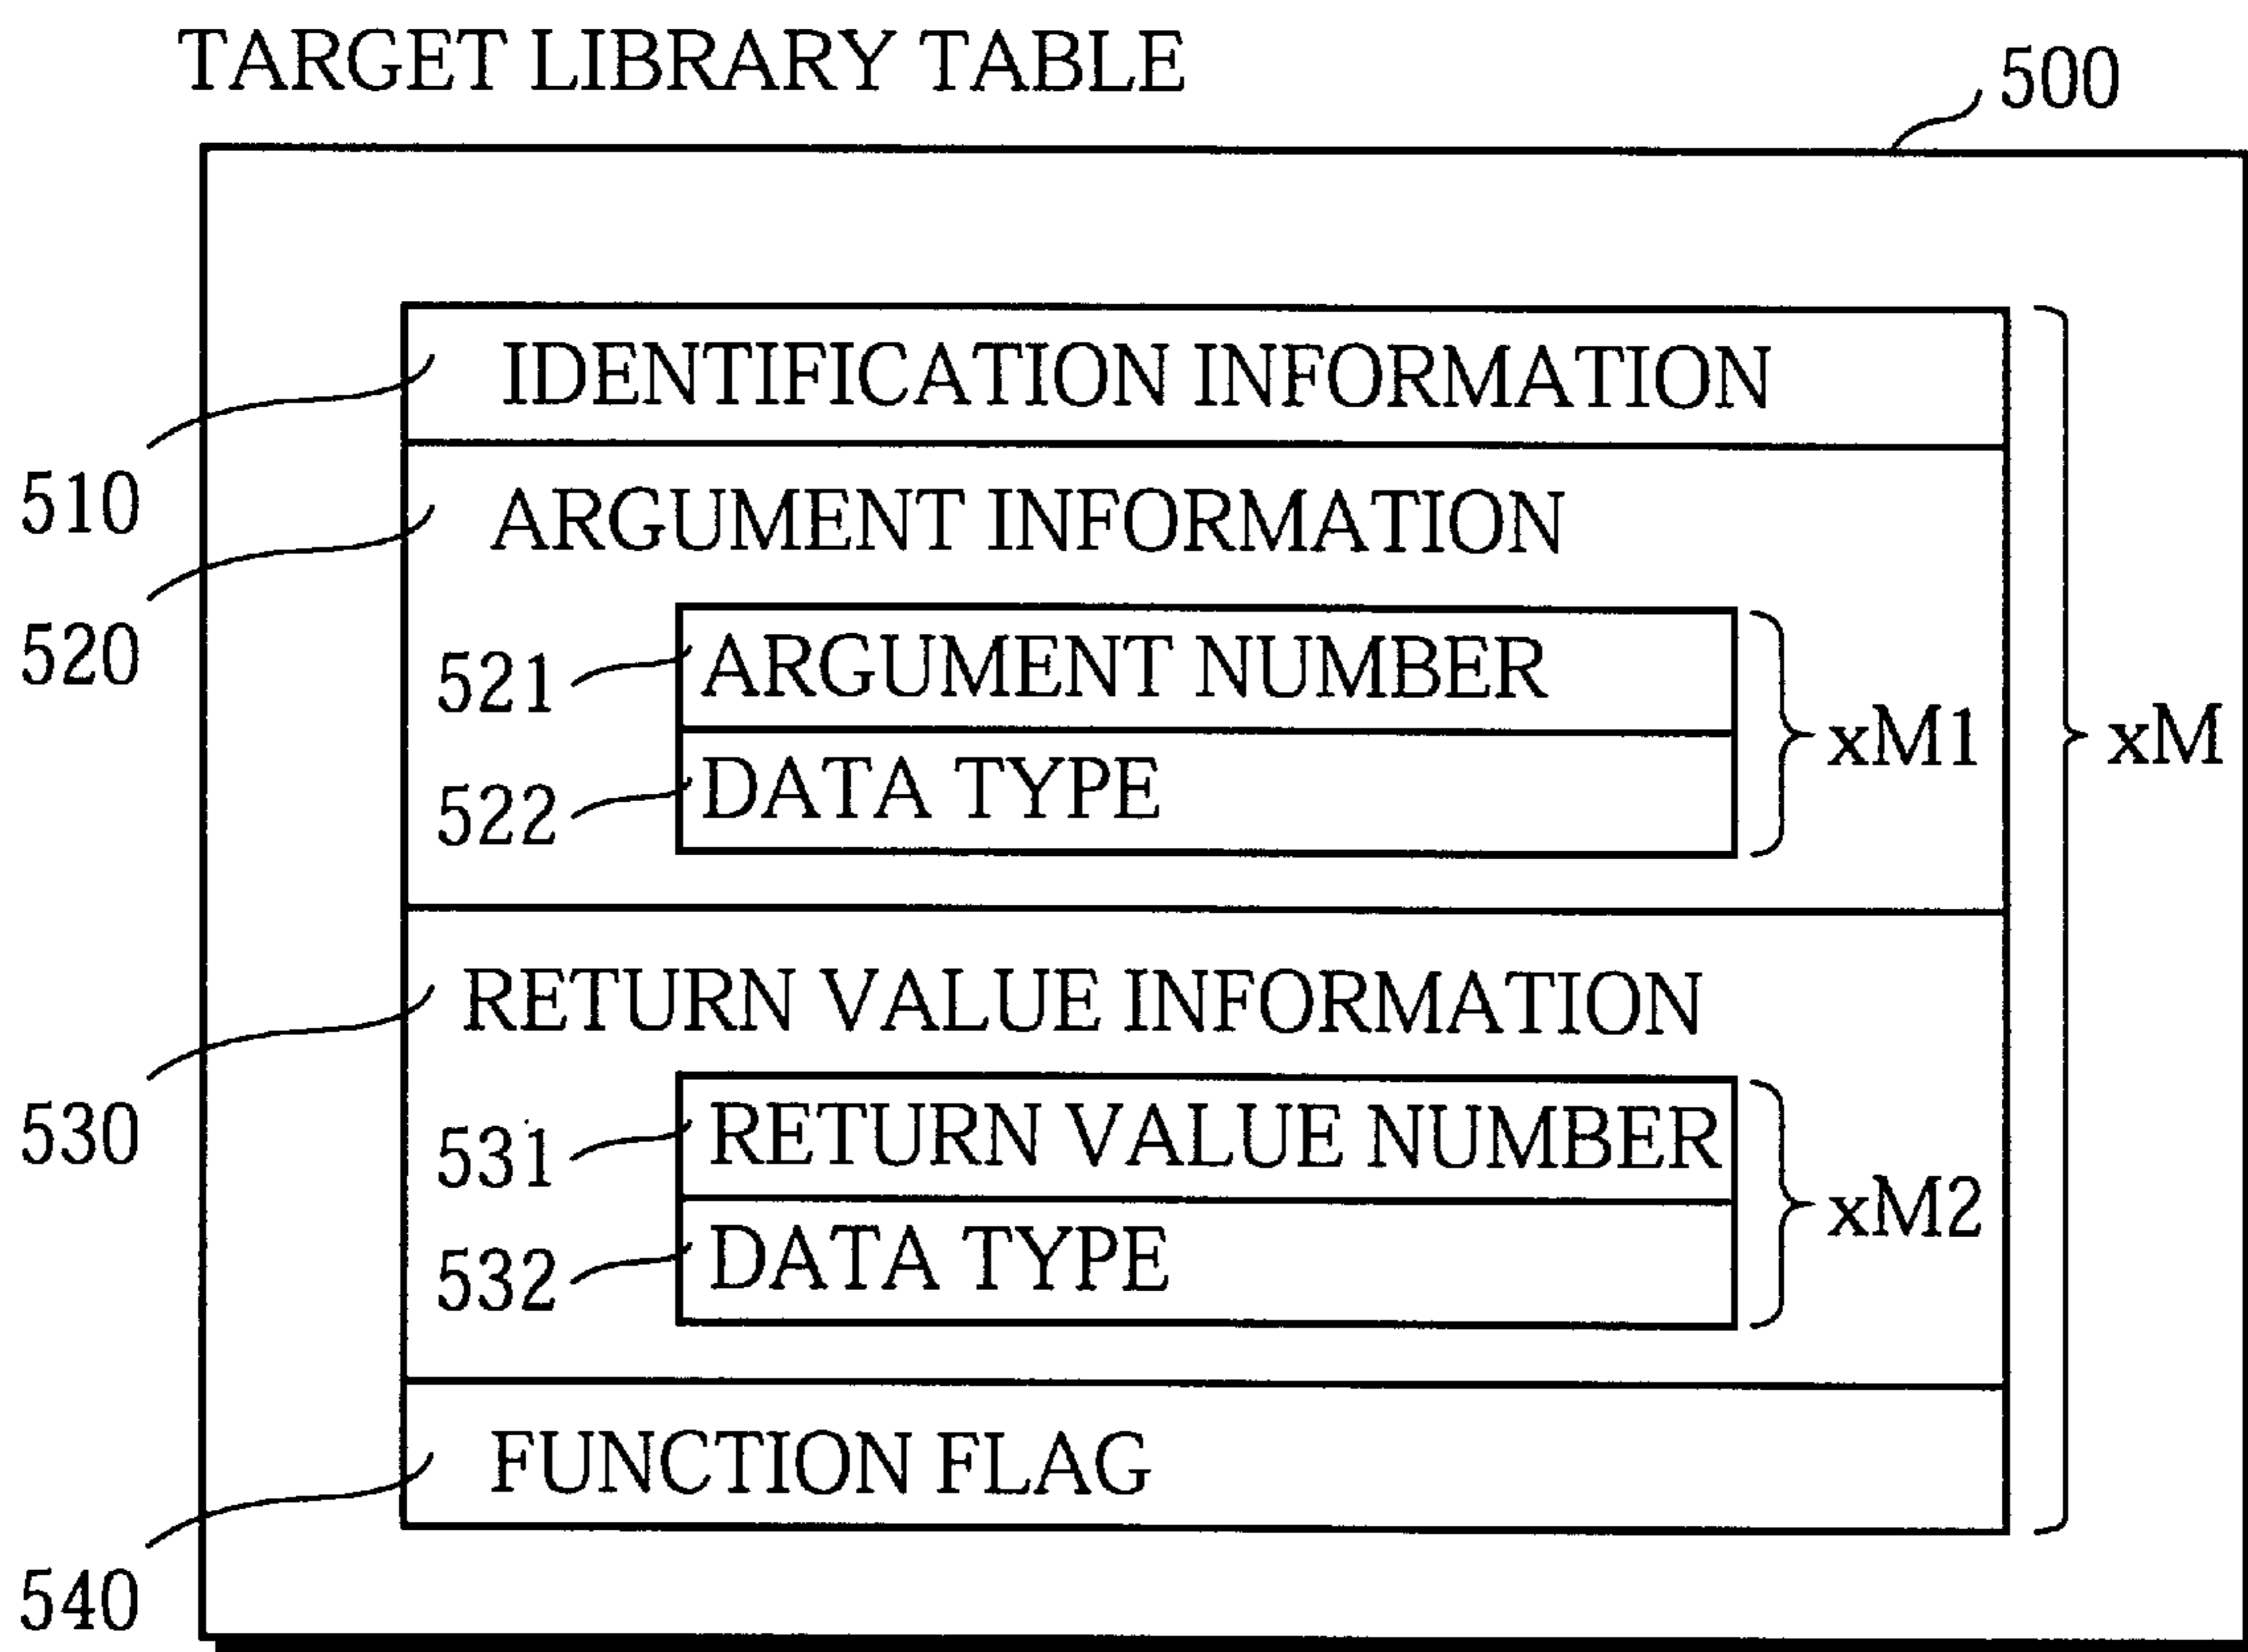 TARGET LIBRARY TABLE
500
IDENTIFICATION INFORMATION
510
ARGUMENT INFORMATION
520
521 ARGUMENT NUMBER
522 DATA TYPE
xM1
xM
RETURN VALUE INFORMATION
530
531 RETURN VALUE NUMBER
532 DATA TYPE
xM2
FUNCTION FLAG
540